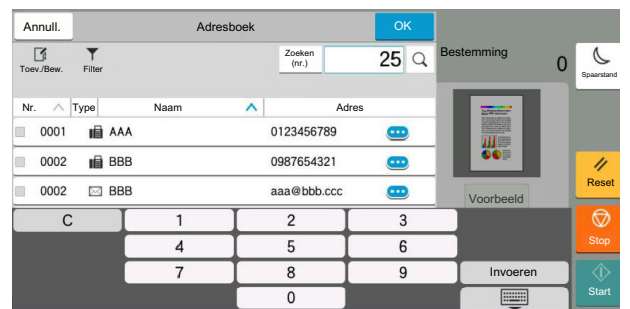 Annull.
Adresboek
OK
Toev./Bew.
Filter
Zoeken
(nr.)
25
Bestemming
0
Spaarstand
Nr. Type Naam Adres
0001 AAA 0123456789
0002 BBB 0987654321
0002 BBB aaa@bbb.ccc
Voorbeeld
Reset
C 1 2 3
4 5 6
7 8 9
Invoeren
0
Stop
Start